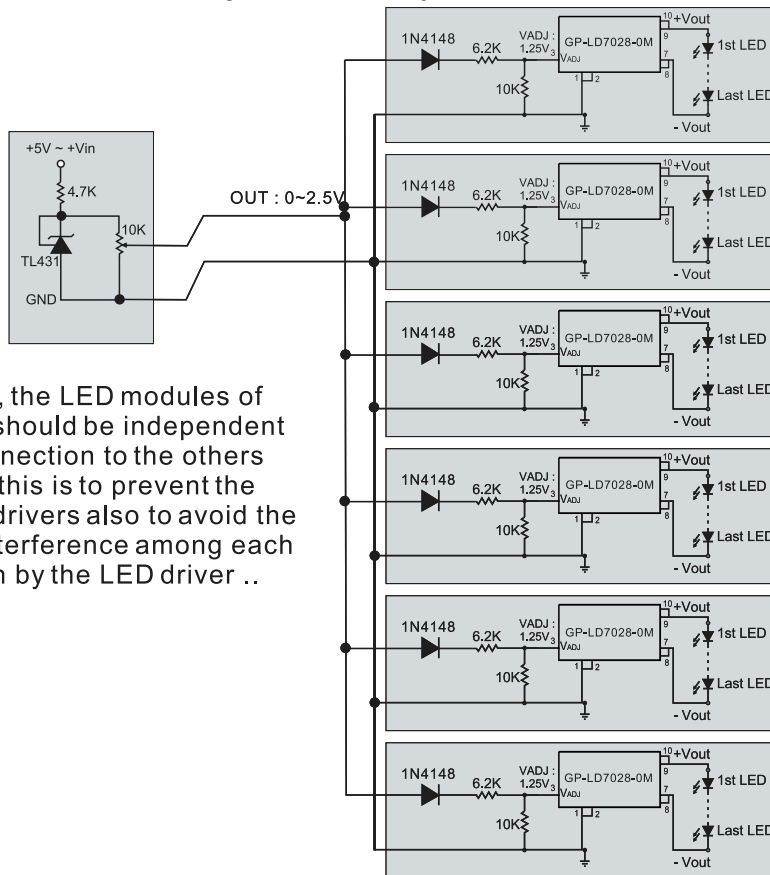 +5V ~ +Vin
4.7K
10K
TL431
GND
OUT : 0~2.5V
, the LED modules of
should be independent
nnection to the others
this is to prevent the
drivers also to avoid the
terference among each
n by the LED driver ..
1N4148
6.2K
VADJ :
1.25V
3
VADJ
GP-LD7028-0M
10K
1
2
10
+Vout
9
7
8
1st LED
Last LED
- Vout
1N4148
6.2K
VADJ :
1.25V
3
VADJ
GP-LD7028-0M
10K
1
2
10
+Vout
9
7
8
1st LED
Last LED
- Vout
1N4148
6.2K
VADJ :
1.25V
3
VADJ
GP-LD7028-0M
10K
1
2
10
+Vout
9
7
8
1st LED
Last LED
- Vout
1N4148
6.2K
VADJ :
1.25V
3
VADJ
GP-LD7028-0M
10K
1
2
10
+Vout
9
7
8
1st LED
Last LED
- Vout
1N4148
6.2K
VADJ :
1.25V
3
VADJ
GP-LD7028-0M
10K
1
2
10
+Vout
9
7
8
1st LED
Last LED
- Vout
1N4148
6.2K
VADJ :
1.25V
3
VADJ
GP-LD7028-0M
10K
1
2
10
+Vout
9
7
8
1st LED
Last LED
- Vout